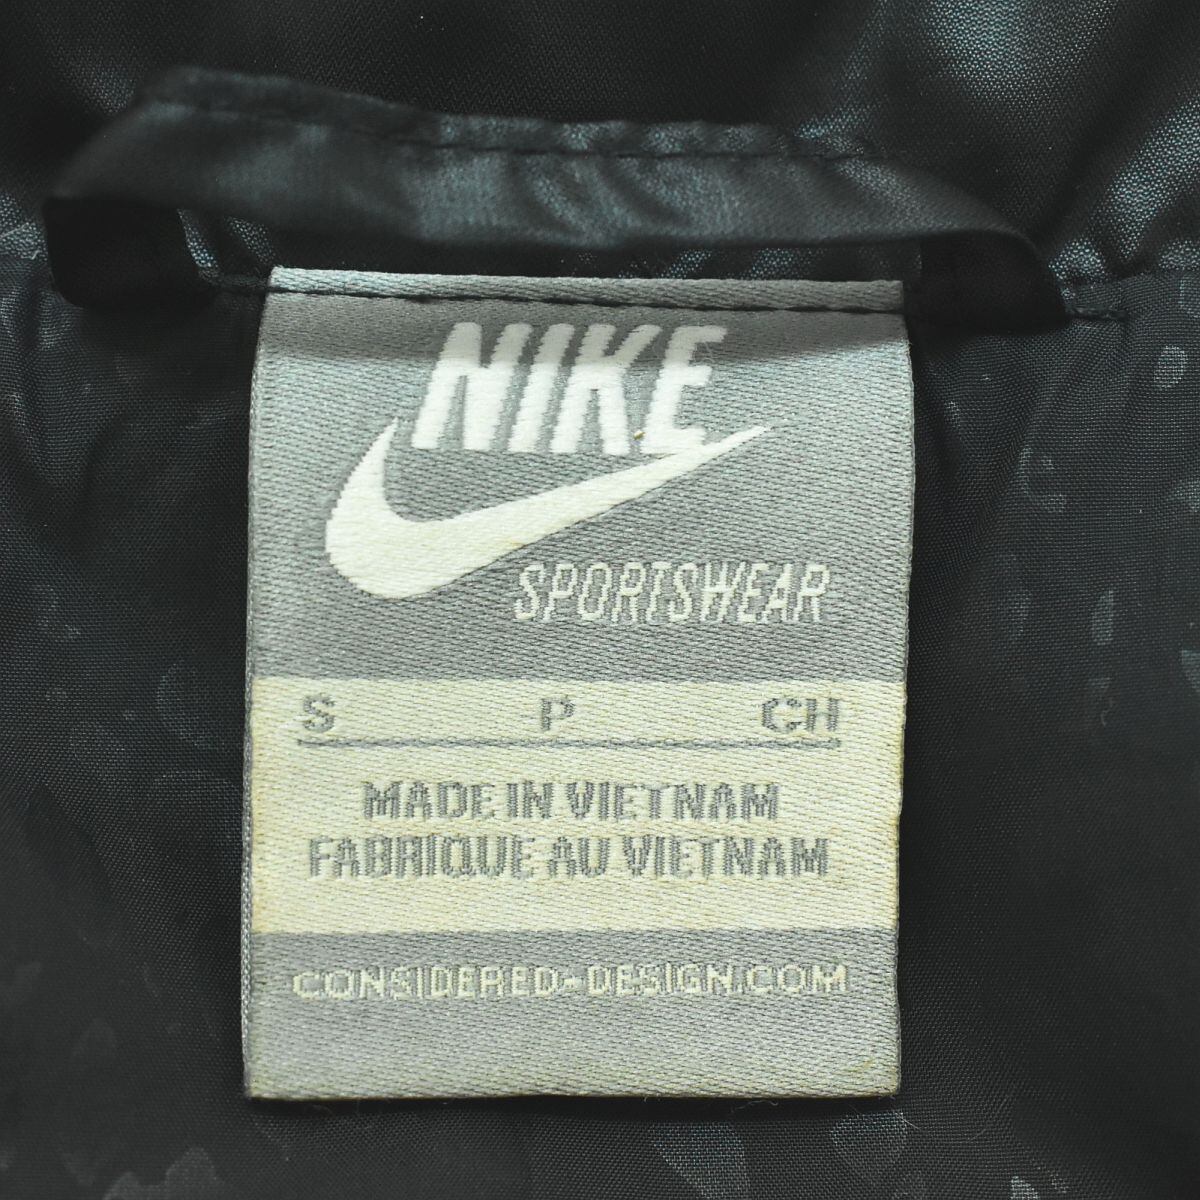 NIKE
SPORTSWEAR
S P CH
MADE IN VIETNAM
FABRIQUE AU VIETNAM
CONSIDERED-DESIGN.COM